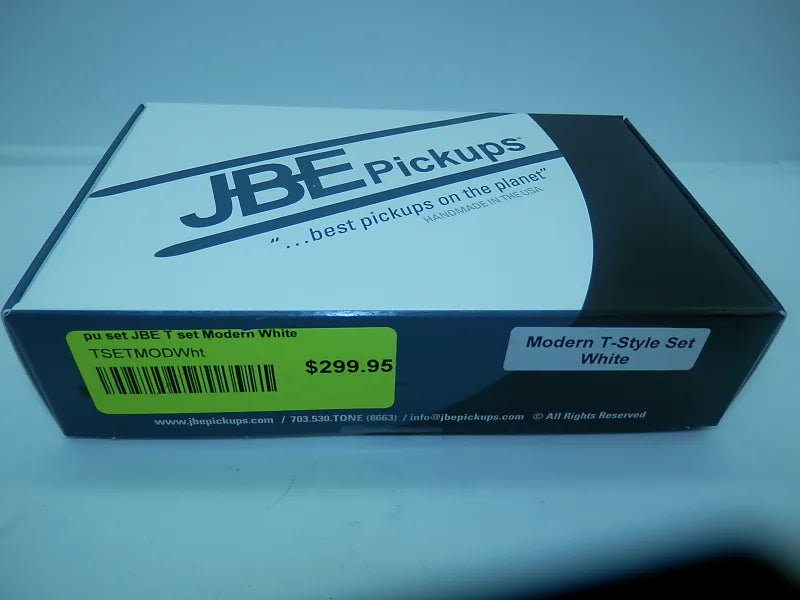 JBE Pickups®
"...best pickups on the planet"
HANDMADE IN THE USA
pu set JBE T set Modern White
TSETMODWht
$299.95
Modern T-Style Set
White
www.jbepickups.com / 703.530.TONE (8663) / info@jbepickups.com © All Rights Reserved